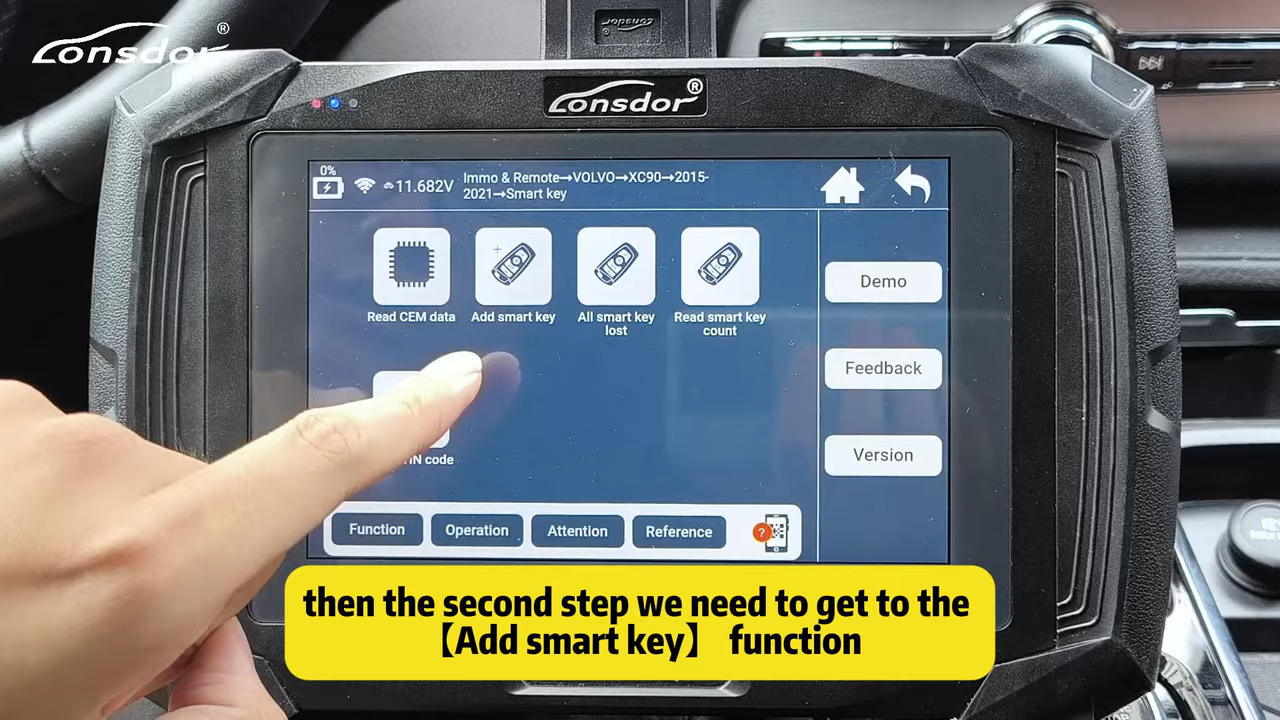 Lonsdor®
Lonsdor®
0%
11.682V
Immo & Remote→VOLVO→XC90→2015-
2021→Smart key
Read CEM data
Add smart key
All smart key
lost
Read smart key
count
IN code
Demo
Feedback
Version
Function
Operation
Attention
Reference
?
then the second step we need to get to the
【Add smart key】 function